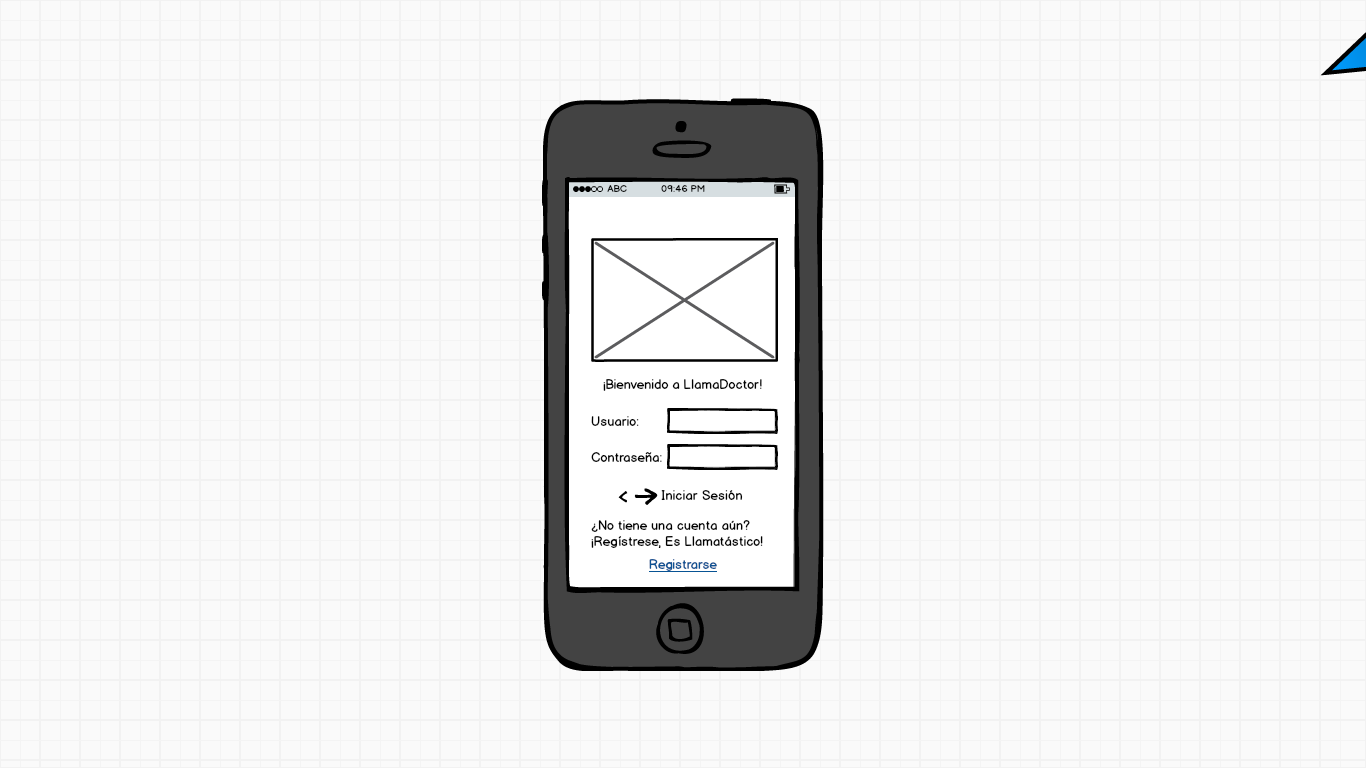 ABC 09:46 PM
¡Bienvenido a LlamaDoctor!
Usuario:
Contraseña:
Iniciar Sesión
¿No tiene una cuenta aún?
¡Regístrese, Es Llamatástico!
Registrarse